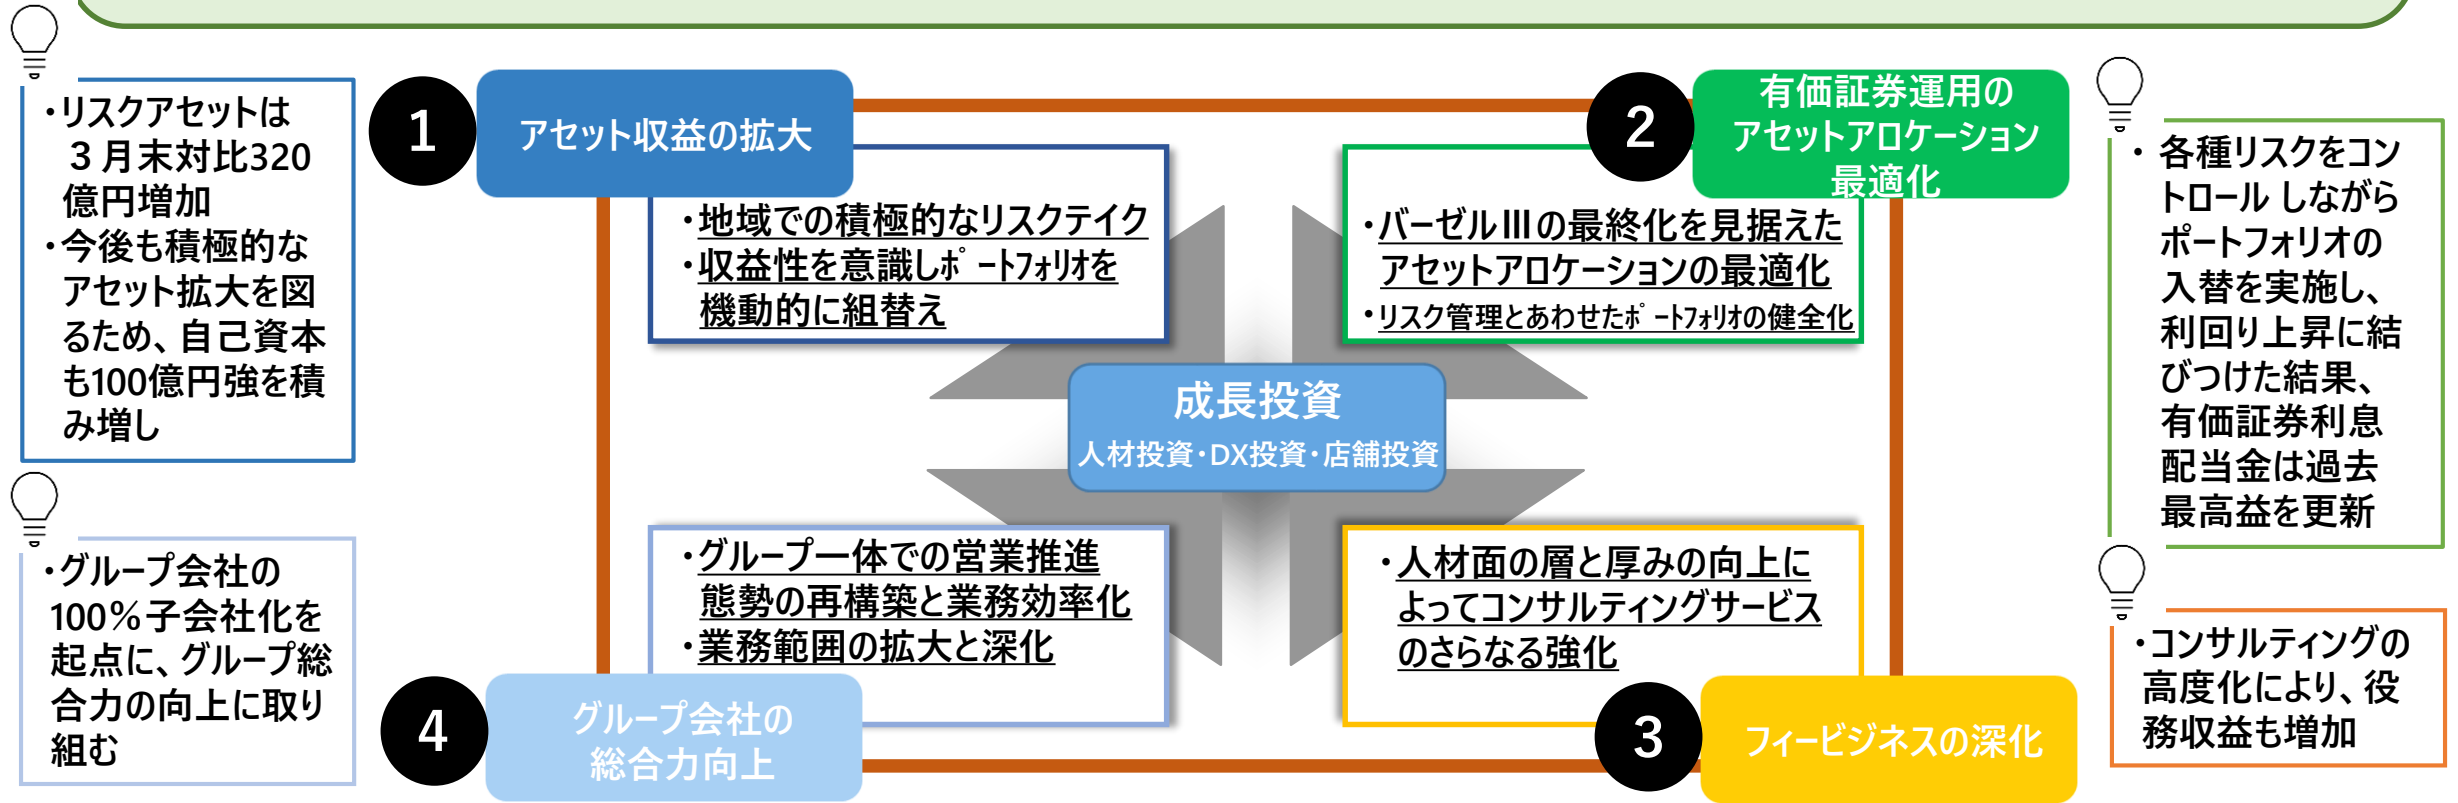 ・リスクアセットは
３月末対比320
億円増加
・今後も積極的な
アセット拡大を図
るため、自己資本
も100億円強を積
み増し
1
アセット収益の拡大
・地域での積極的なリスクテイク
・収益性を意識しﾎﾟｰﾄﾌｫﾘｵを
機動的に組替え
2
有価証券運用の
アセットアロケーション
最適化
・バーゼルⅢの最終化を見据えた
アセットアロケーションの最適化
・リスク管理とあわせたﾎﾟｰﾄﾌｫﾘｵの健全化
・各種リスクをコン
トロール しながら
ポートフォリオの
入替を実施し、
利回り上昇に結
びつけた結果、
有価証券利息
配当金は過去
最高益を更新
成長投資
人材投資・DX投資・店舗投資
・グループ会社の
100％子会社化を
起点に、グループ総
合力の向上に取り
組む
4
グループ会社の
総合力向上
・グループ一体での営業推進
態勢の再構築と業務効率化
・業務範囲の拡大と深化
3
フィービジネスの深化
・人材面の層と厚みの向上に
よってコンサルティングサービス
のさらなる強化
・コンサルティングの
高度化により、役
務収益も増加